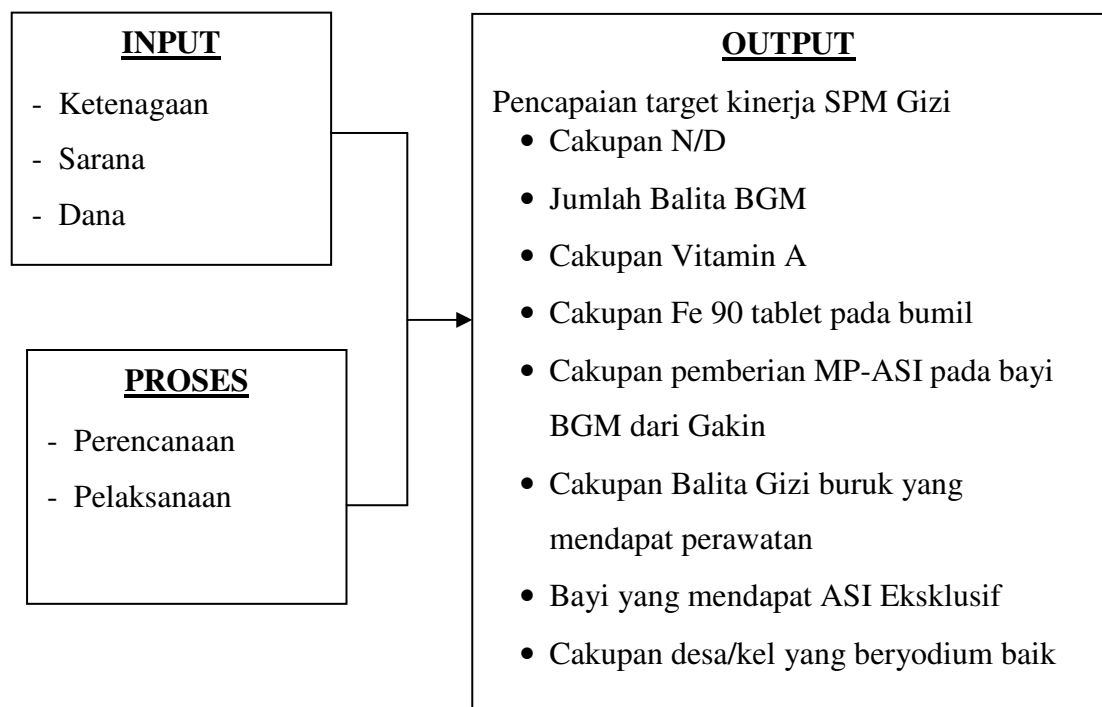 INPUT
- Ketenagaan
- Sarana
- Dana
PROSES
- Perencanaan
- Pelaksanaan
OUTPUT
Pencapaian target kinerja SPM Gizi
• Cakupan N/D
• Jumlah Balita BGM
• Cakupan Vitamin A
• Cakupan Fe 90 tablet pada bumil
• Cakupan pemberian MP-ASI pada bayi
BGM dari Gakin
• Cakupan Balita Gizi buruk yang
mendapat perawatan
• Bayi yang mendapat ASI Eksklusif
• Cakupan desa/kel yang beryodium baik